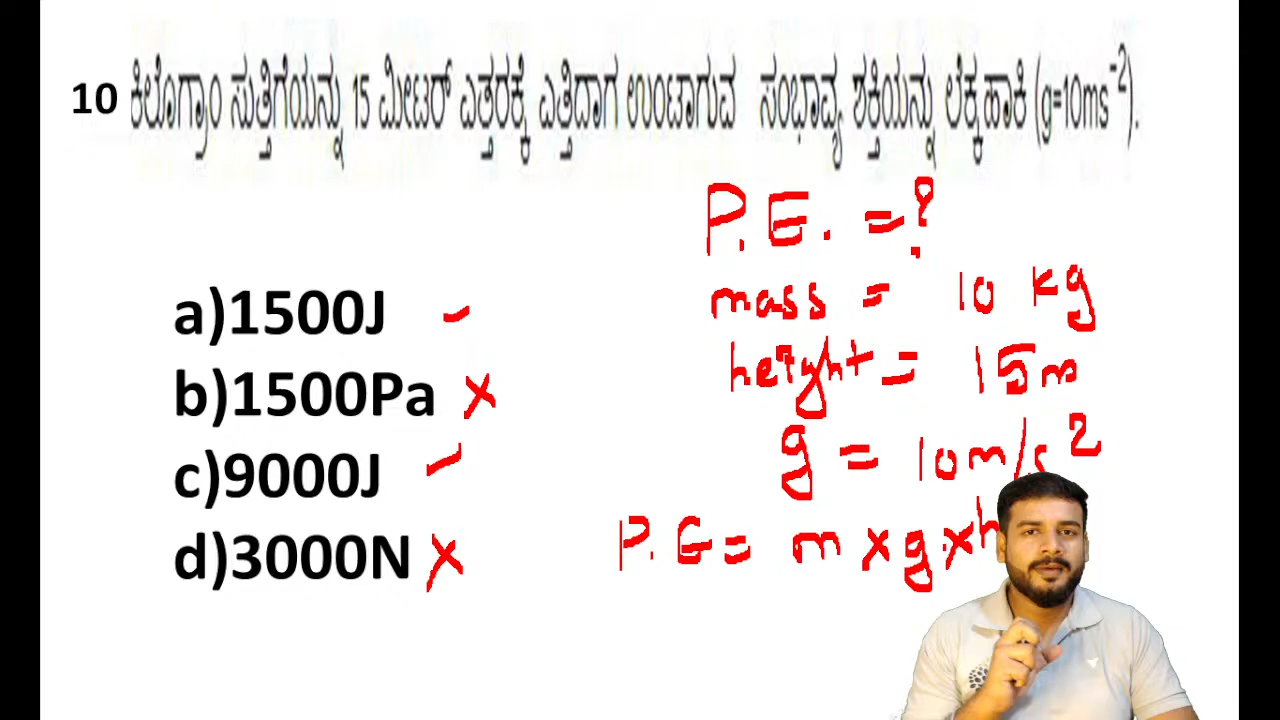 10 ಕಿಲೊಗ್ರಾಂ ಸುತ್ತಿಗೆಯನ್ನು 15 ಮೀಟರ್ ಎತ್ತರಕ್ಕೆ ಎತ್ತಿದಾಗ ಉಂಟಾಗುವ ಸಂಭಾವ್ಯ ಶಕ್ತಿಯನ್ನು ಲೆಕ್ಕ ಹಾಕಿ (g=10ms⁻²).
P.E. = ?
mass = 10 kg
height = 15m
g = 10m/s²
P.E = m x g x h
a)1500J
b)1500Pa x
c)9000J
d)3000N x